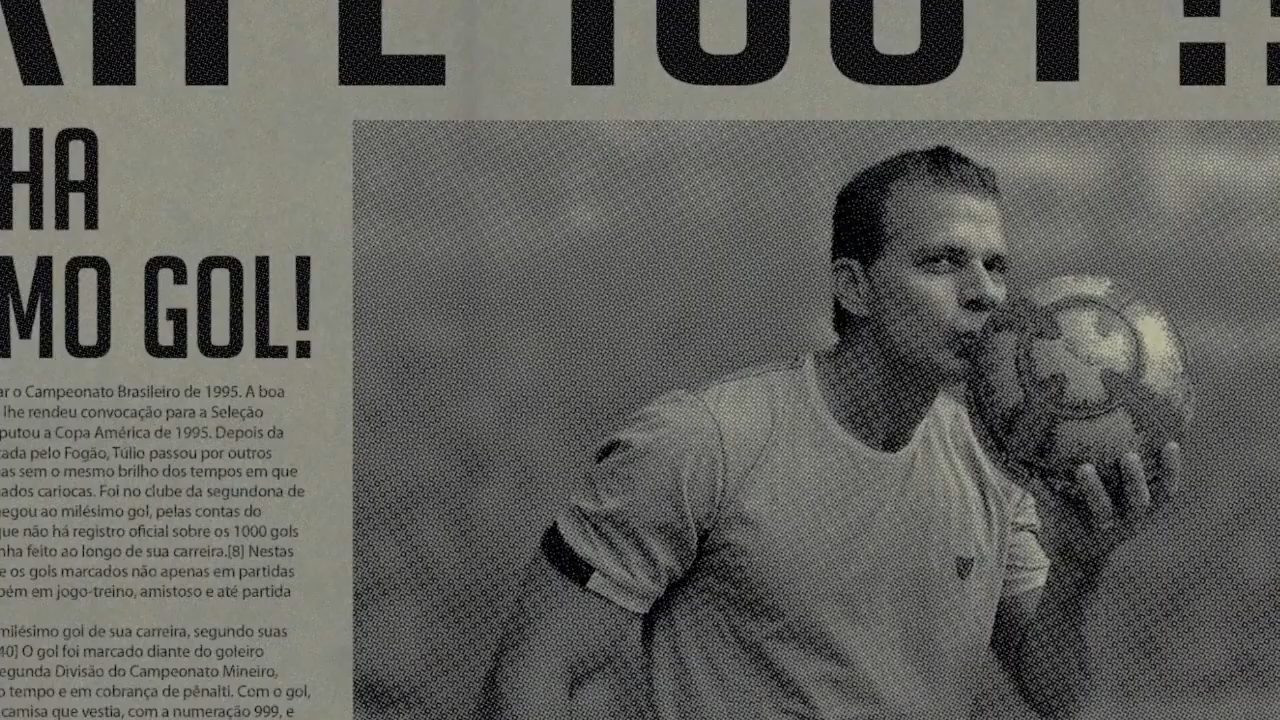 HA
MO GOL!
ar o Campeonato Brasileiro de 1995. A boa
lhe rendeu convocação para a Seleção
putou a Copa América de 1995. Depois da
tada pelo Fogão, Túlio passou por outros
as sem o mesmo brilho dos tempos em que
ados cariocas. Foi no clube da segundona de
hegou ao milésimo gol, pelas contas do
que não há registro oficial sobre os 1000 gols
nha feito ao longo de sua carreira.[8] Nestas
e os gols marcados não apenas em partidas
bém em jogo-treino, amistoso e até partida
milésimo gol de sua carreira, segundo suas
40] O gol foi marcado diante do goleiro
egunda Divisão do Campeonato Mineiro,
o tempo e em cobrança de pênalti. Com o gol,
camisa que vestia, com a numeração 999, e